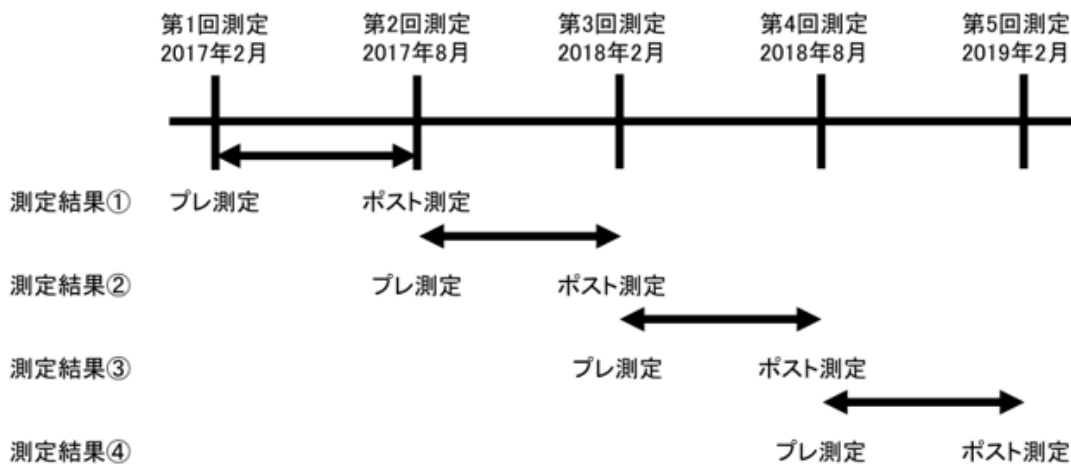 第1回測定 第2回測定 第3回測定 第4回測定 第5回測定
2017年2月 2017年8月 2018年2月 2018年8月 2019年2月
測定結果① プレ測定 ポスト測定
測定結果② プレ測定 ポスト測定
測定結果③ プレ測定 ポスト測定
測定結果④ プレ測定 ポスト測定